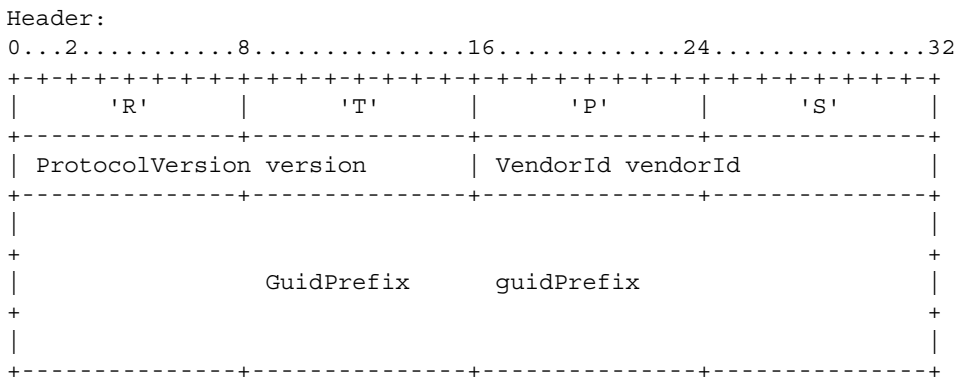 Header:
0...2...........8...............16.............24...............32
+-+-+-+-+-+-+-+-+-+-+-+-+-+-+-+-+-+-+-+-+-+-+-+-+-+-+-+-+-+-+-+-+
| 'R' | 'T' | 'P' | 'S' |
+---------------+---------------+---------------+---------------+
| ProtocolVersion version | VendorId vendorId |
+---------------+---------------+---------------+---------------+
| |
+ +
| GuidPrefix guidPrefix |
+ +
| |
+---------------+---------------+---------------+---------------+